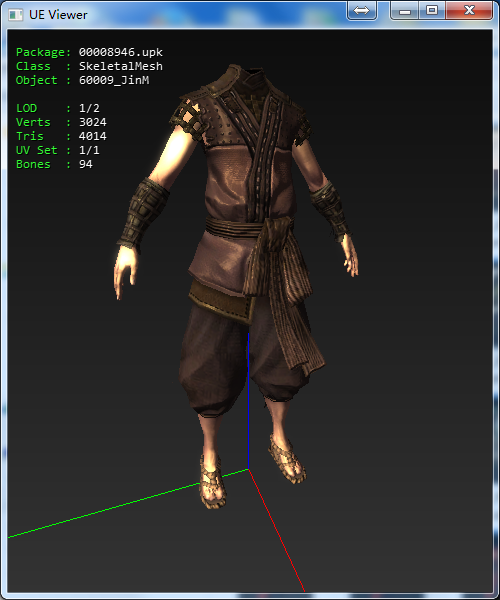 UE Viewer
Package: 00008946.upk
Class : SkeletalMesh
Object : 60009_JinM
LOD : 1/2
Verts : 3024
Tris : 4014
UV Set : 1/1
Bones : 94